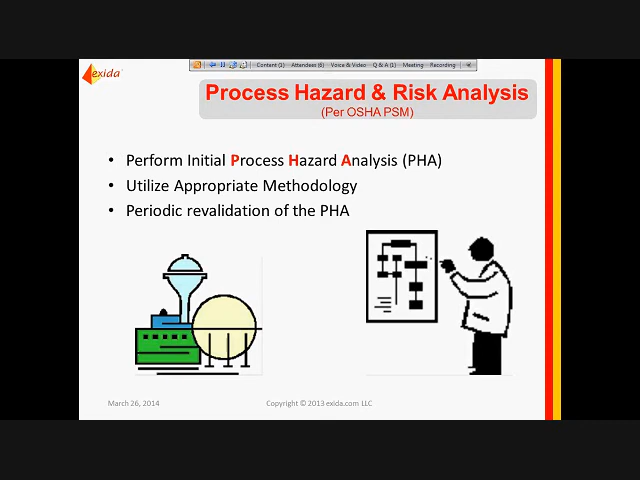 exida
Content (1) Attendees (6) Voice & Video Q & A (1) Meeting Recording
Process Hazard & Risk Analysis
(Per OSHA PSM)
• Perform Initial Process Hazard Analysis (PHA)
• Utilize Appropriate Methodology
• Periodic revalidation of the PHA
March 26, 2014
Copyright © 2013 exida.com LLC